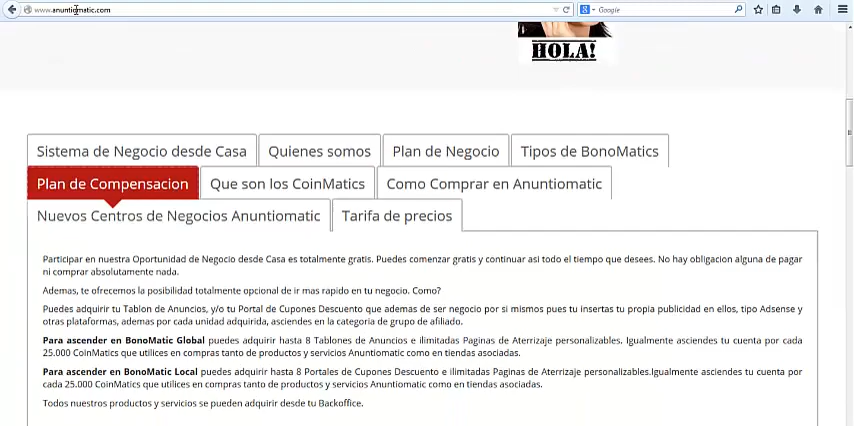 www.anuntiomatic.com
Google
HOLA!
Sistema de Negocio desde Casa
Quienes somos
Plan de Negocio
Tipos de BonoMatics
Plan de Compensacion
Que son los CoinMatics
Como Comprar en Anuntiomatic
Nuevos Centros de Negocios Anuntiomatic
Tarifa de precios
Participar en nuestra Oportunidad de Negocio desde Casa es totalmente gratis. Puedes comenzar gratis y continuar asi todo el tiempo que desees. No hay obligacion alguna de pagar
ni comprar absolutamente nada.
Ademas, te ofrecemos la posibilidad totalmente opcional de ir mas rapido en tu negocio. Como?
Puedes adquirir tu Tablon de Anuncios, y/o tu Portal de Cupones Descuento que ademas de ser negocio por si mismos pues tu insertas tu propia publicidad en ellos, tipo Adsense y
otras plataformas, ademas por cada unidad adquirida, asciendes en la categoria de grupo de afiliado.
Para ascender en BonoMatic Global puedes adquirir hasta 8 Tablones de Anuncios e ilimitadas Paginas de Aterrizaje personalizables. Igualmente asciendes tu cuenta por cada
25.000 CoinMatics que utilices en compras tanto de productos y servicios Anuntiomatic como en tiendas asociadas.
Para ascender en BonoMatic Local puedes adquirir hasta 8 Portales de Cupones Descuento e ilimitadas Paginas de Aterrizaje personalizables.Igualmente asciendes tu cuenta por
cada 25.000 CoinMatics que utilices en compras tanto de productos y servicios Anuntiomatic como en tiendas asociadas.
Todos nuestros productos y servicios se pueden adquirir desde tu Backoffice.